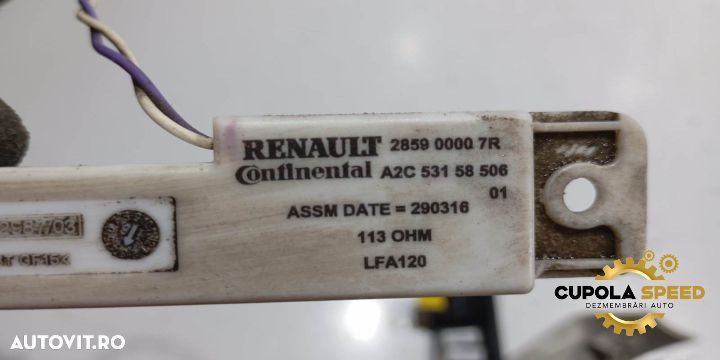 RENAULT 2859 0000 7R
Continental A2C 531 58 506
01
ASSM DATE = 290316
113 OHM
LFA120
CUPOLA SPEED
DEZMEMBRĂRI AUTO
AUTOVIT.RO